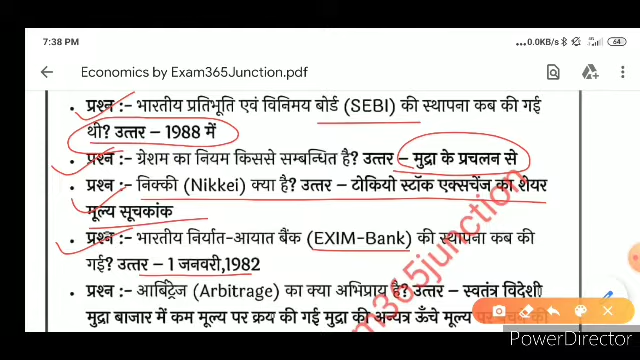 7:38 PM
...0.0KB/s
64
Economics by Exam365Junction.pdf
प्रश्न :- भारतीय प्रतिभूति एवं विनिमय बोर्ड (SEBI) की स्थापना कब की गई
थी? उत्तर – 1988 में
प्रश्न :- ग्रेशम का नियम किससे सम्बन्धित है? उत्तर – मुद्रा के प्रचलन से
प्रश्न :- निक्की (Nikkei) क्या है? उत्तर – टोकियो स्टॉक एक्सचेंज का शेयर
मूल्य सूचकांक
प्रश्न :- भारतीय निर्यात-आयात बैंक (EXIM-Bank) की स्थापना कब की
गई? उत्तर – 1 जनवरी,1982
प्रश्न :- आर्बिट्रेज (Arbitrage) का क्या अभिप्राय है? उत्तर – स्वतंत्र विदेशी
मुद्रा बाजार में कम मूल्य पर क्रय की गई मुद्रा की अन्यत्र ऊँचे मूल्य पर
m365junction
PowerDirector